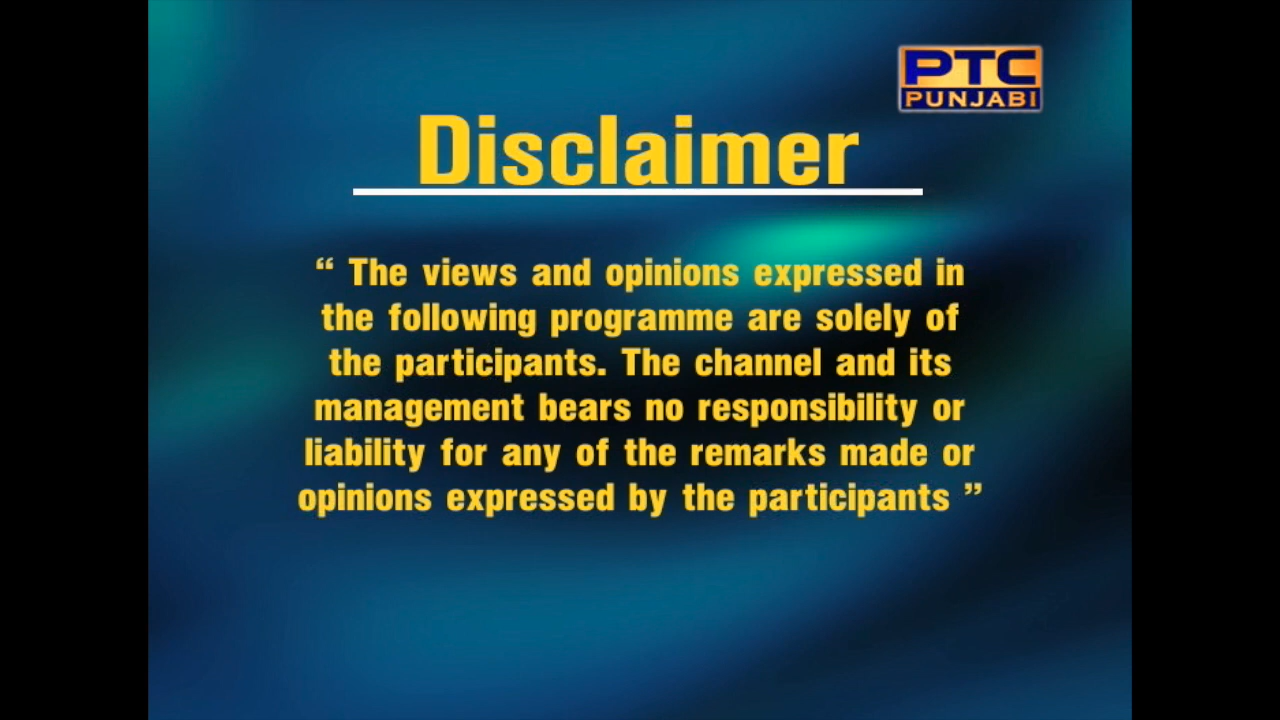 PTC
PUNJABI
Disclaimer
“ The views and opinions expressed in
the following programme are solely of
the participants. The channel and its
management bears no responsibility or
liability for any of the remarks made or
opinions expressed by the participants ”